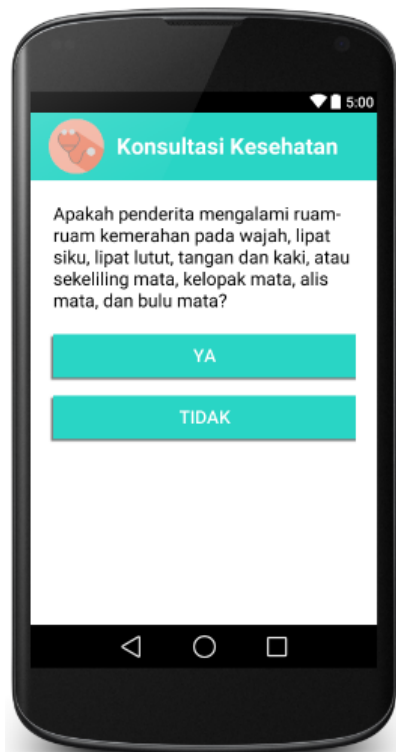 5:00
Konsultasi Kesehatan
Apakah penderita mengalami ruam-
ruam kemerahan pada wajah, lipat
siku, lipat lutut, tangan dan kaki, atau
sekeliling mata, kelopak mata, alis
mata, dan bulu mata?
YA
TIDAK